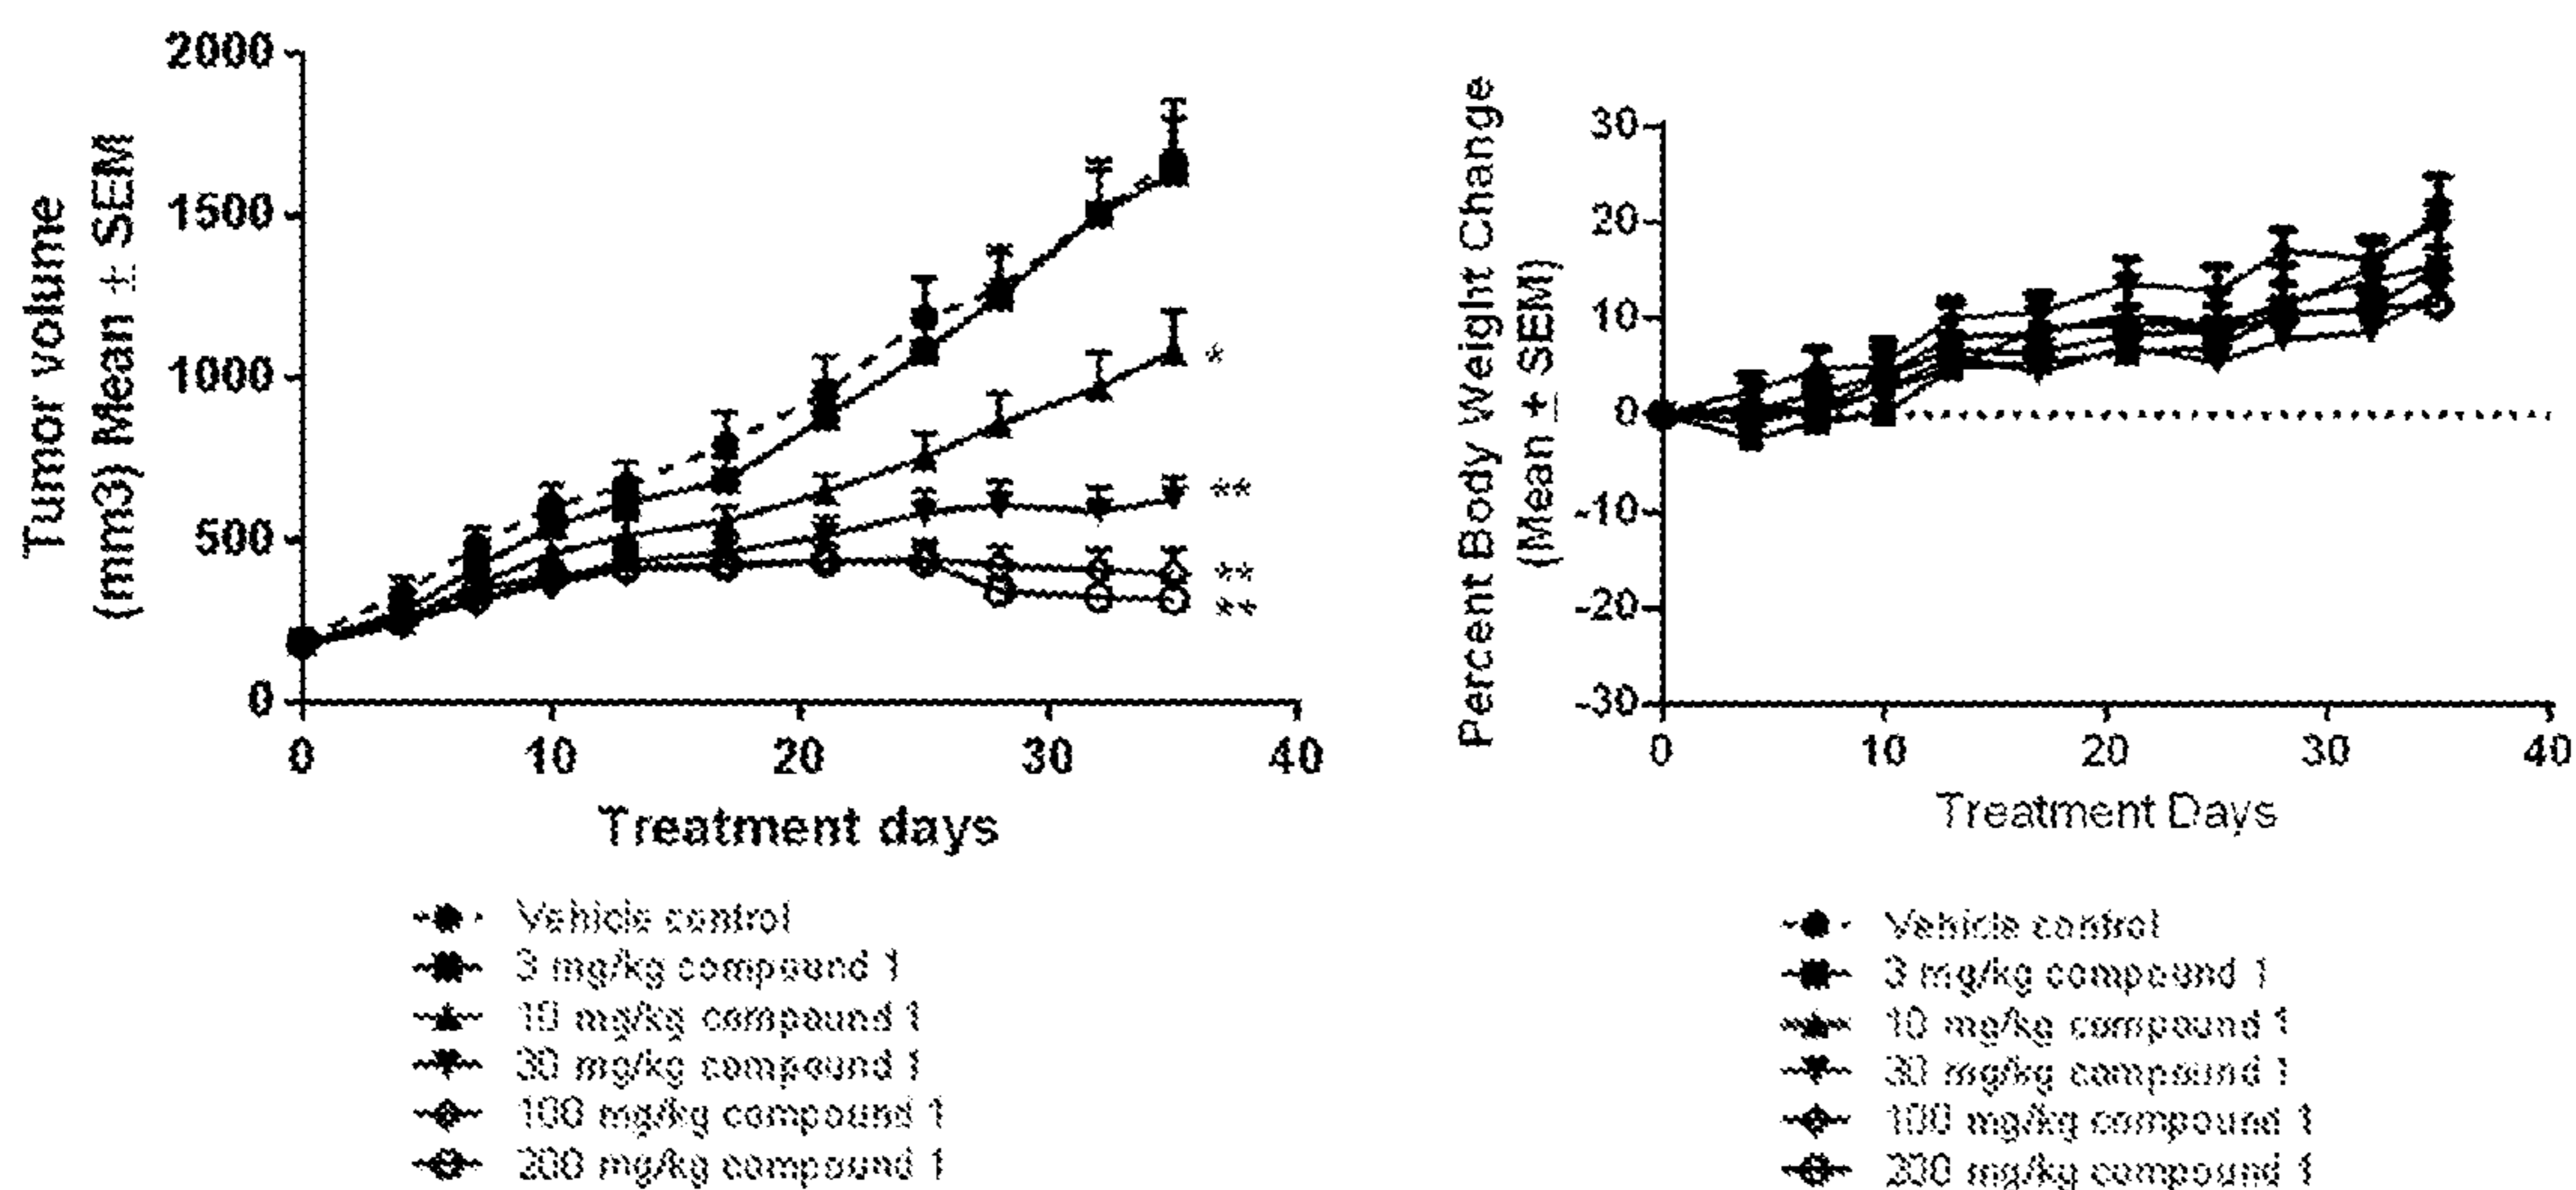 Tumor volume
(mm3) Mean ± SEM
2000
1500
1000
500
0
0 10 20 30 40
Treatment days
*
**
**
**
Vehicle control
3 mg/kg compound 1
10 mg/kg compound 1
30 mg/kg compound 1
100 mg/kg compound 1
200 mg/kg compound 1
Percent Body Weight Change
(Mean ± SEM)
30
20
10
0
-10
-20
-30
0 10 20 30 40
Treatment Days
Vehicle control
3 mg/kg compound 1
10 mg/kg compound 1
30 mg/kg compound 1
100 mg/kg compound 1
200 mg/kg compound 1